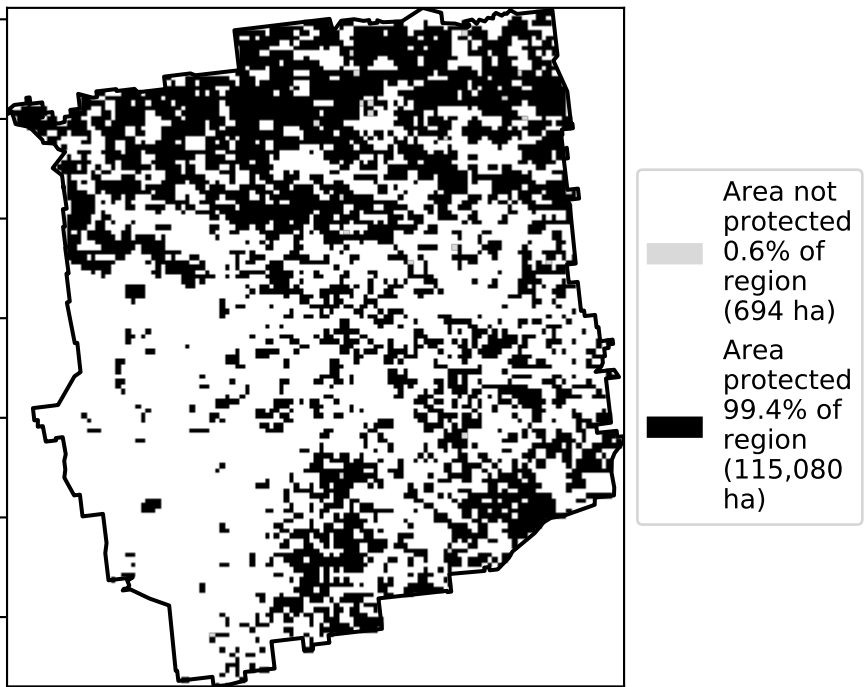 Area not
protected
0.6% of
region
(694 ha)
Area
protected
99.4% of
region
(115,080
ha)